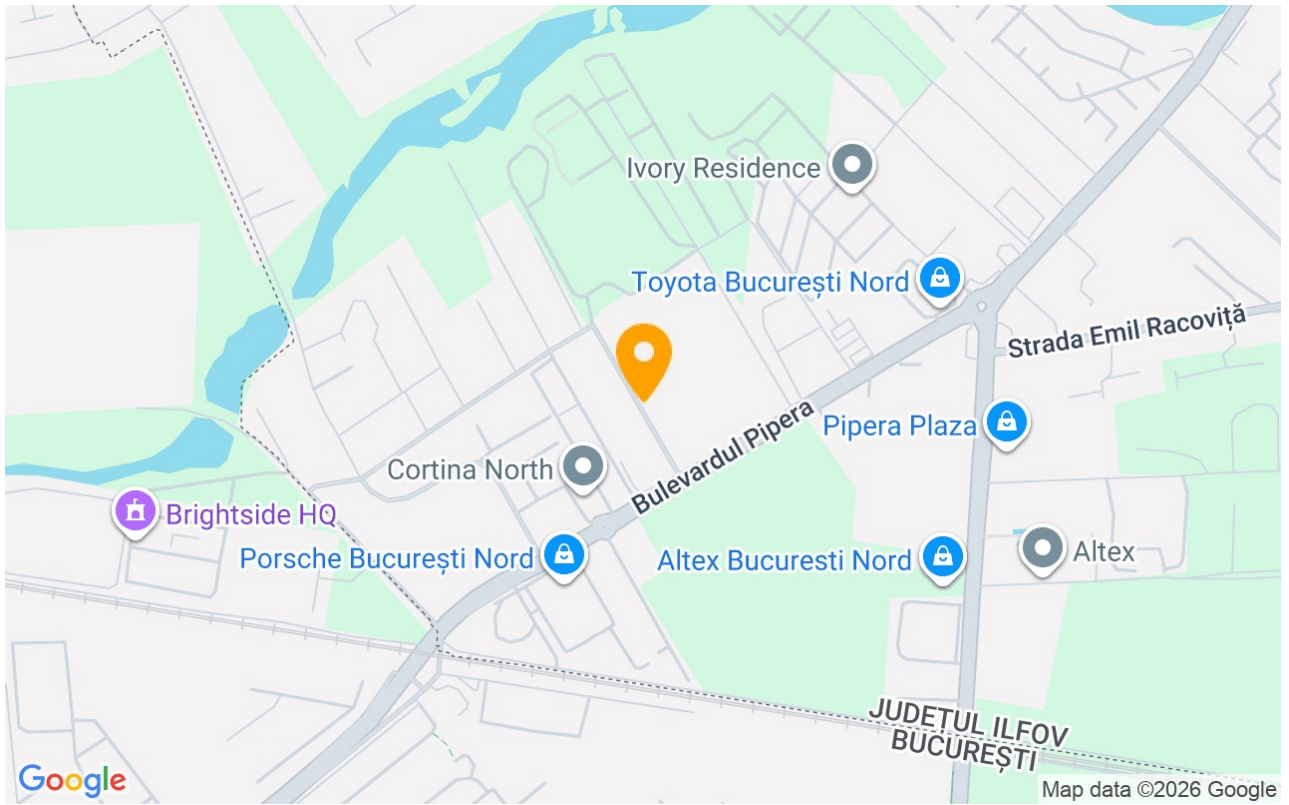 Ivory Residence
Toyota București Nord
Strada Emil Racoviță
Bulevardul Pipera
Pipera Plaza
Cortina North
Brightside HQ
Porsche București Nord
Altex Bucuresti Nord
Altex
JUDETUL ILFOV
BUCUREȘTI
Google
Map data ©2026 Google